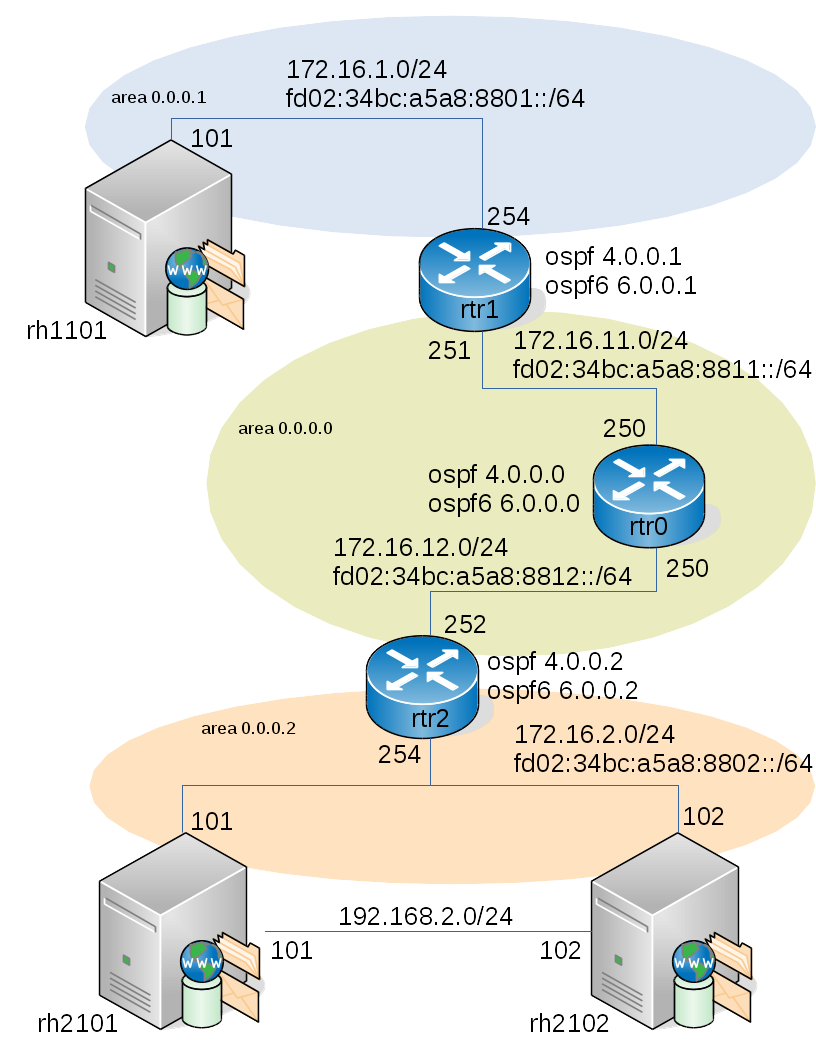 172.16.1.0/24
fd02:34bc:a5a8:8801::/64
area 0.0.0.1
101
254
ospf 4.0.0.1
ospf6 6.0.0.1
www
rtr1
rh1101
251
172.16.11.0/24
fd02:34bc:a5a8:8811::/64
area 0.0.0.0
250
ospf 4.0.0.0
ospf6 6.0.0.0
rtr0
172.16.12.0/24
fd02:34bc:a5a8:8812::/64
250
252
ospf 4.0.0.2
ospf6 6.0.0.2
rtr2
area 0.0.0.2
254
172.16.2.0/24
fd02:34bc:a5a8:8802::/64
101
102
192.168.2.0/24
101
102
www
www
rh2101
rh2102